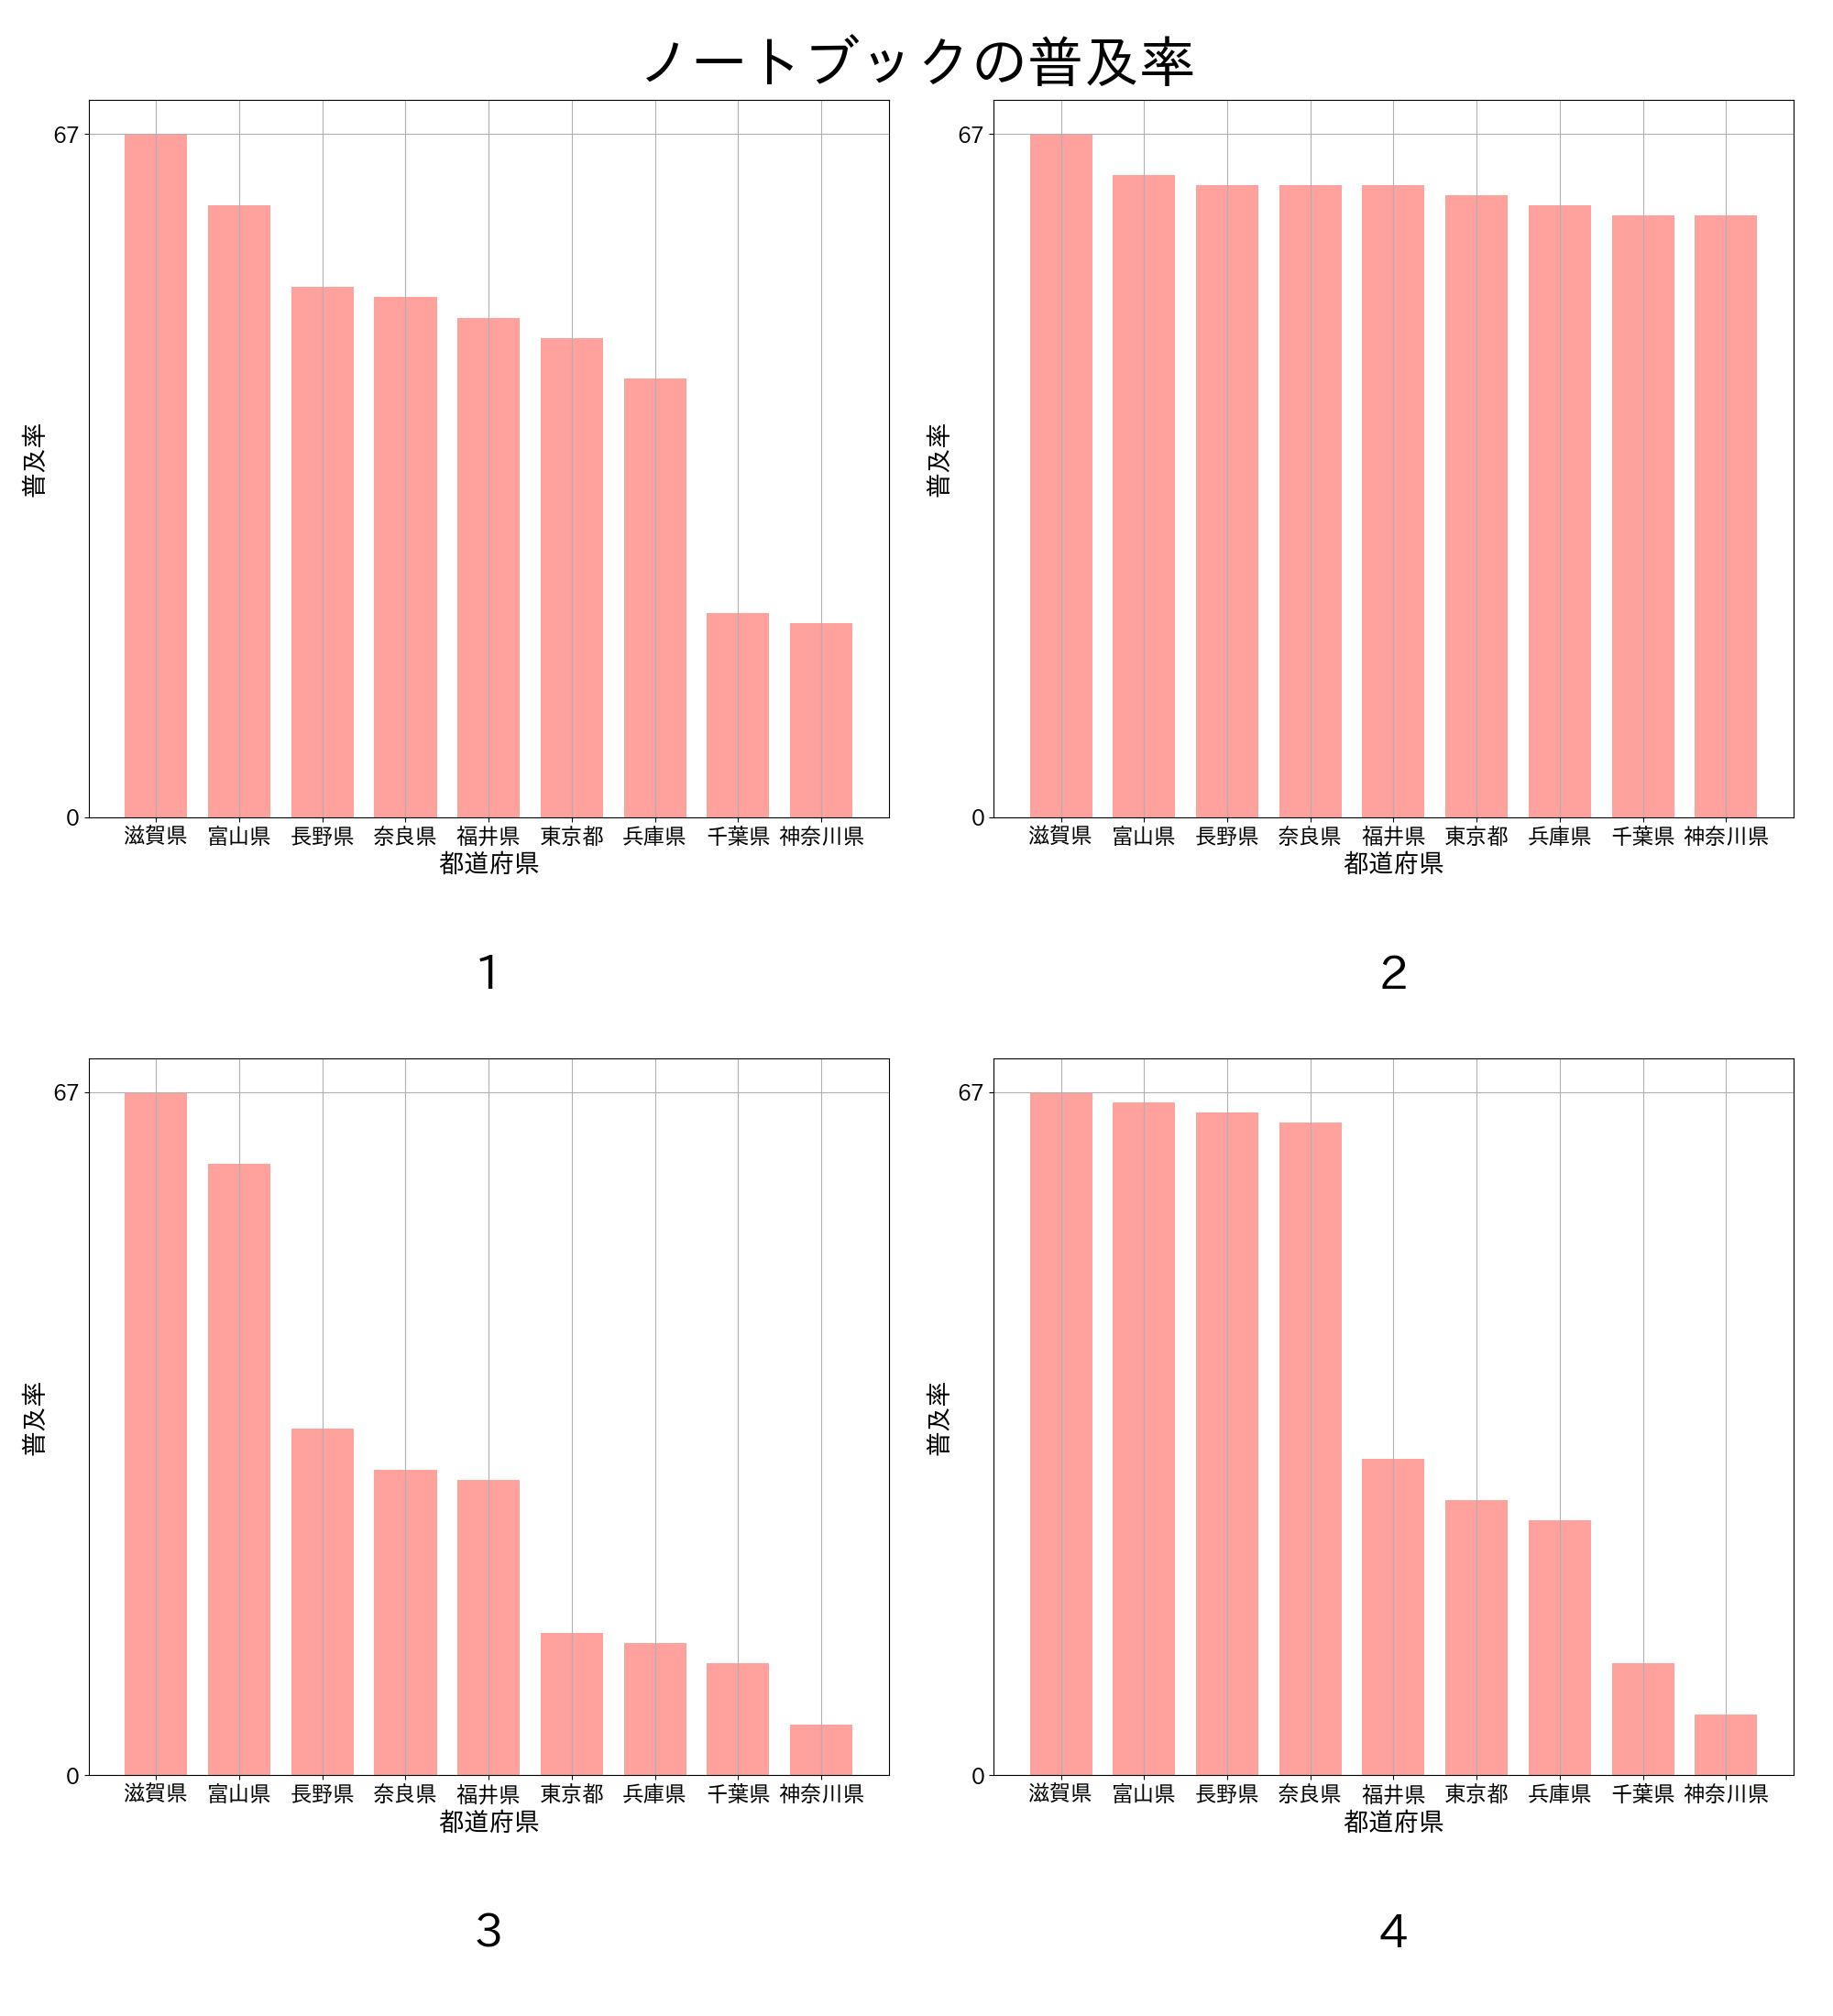 ノートブックの普及率
67
0
普及率
滋賀県 富山県 長野県 奈良県 福井県 東京都 兵庫県 千葉県 神奈川県
都道府県
1
67
0
普及率
滋賀県 富山県 長野県 奈良県 福井県 東京都 兵庫県 千葉県 神奈川県
都道府県
2
67
0
普及率
滋賀県 富山県 長野県 奈良県 福井県 東京都 兵庫県 千葉県 神奈川県
都道府県
3
67
0
普及率
滋賀県 富山県 長野県 奈良県 福井県 東京都 兵庫県 千葉県 神奈川県
都道府県
4